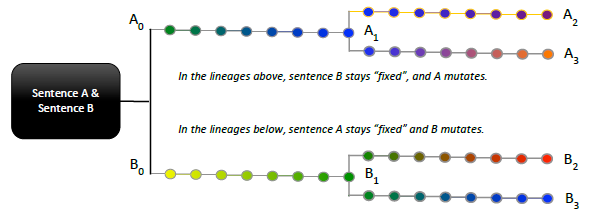 A0
A1
A2
A3
In the lineages above, sentence B stays “fixed”, and A mutates.
Sentence A &
Sentence B
In the lineages below, sentence A stays “fixed” and B mutates.
B0
B1
B2
B3